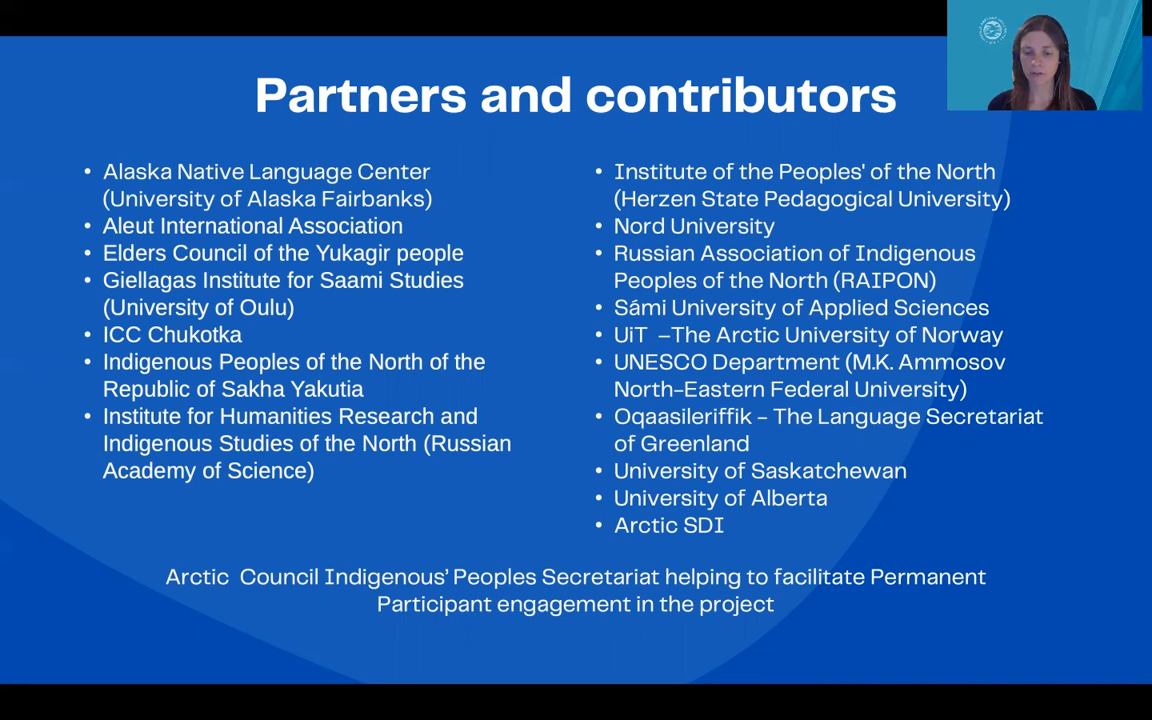 Partners and contributors
• Alaska Native Language Center
(University of Alaska Fairbanks)
• Aleut International Association
• Elders Council of the Yukagir people
• Giellagas Institute for Saami Studies
(University of Oulu)
• ICC Chukotka
• Indigenous Peoples of the North of the
Republic of Sakha Yakutia
• Institute for Humanities Research and
Indigenous Studies of the North (Russian
Academy of Science)
• Institute of the Peoples' of the North
(Herzen State Pedagogical University)
• Nord University
• Russian Association of Indigenous
Peoples of the North (RAIPON)
• Sámi University of Applied Sciences
• UiT –The Arctic University of Norway
• UNESCO Department (M.K. Ammosov
North-Eastern Federal University)
• Oqaasileriffik - The Language Secretariat
of Greenland
• University of Saskatchewan
• University of Alberta
• Arctic SDI
Arctic Council Indigenous’ Peoples Secretariat helping to facilitate Permanent
Participant engagement in the project